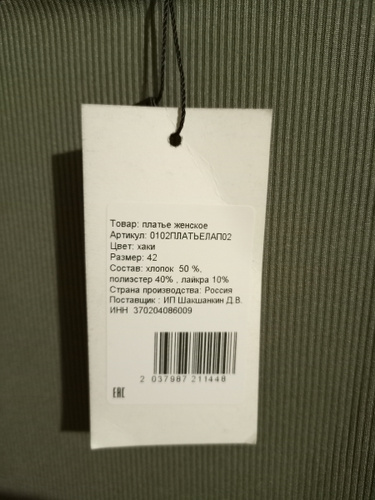 Товар: платье женское
Артикул: 0102ПЛАТЬЕЛАП02
Цвет: хаки
Размер: 42
Состав: хлопок 50 %,
полиэстер 40% , лайкра 10%
Страна производства: Россия
Поставщик : ИП Шакшанкин Д.В.
ИНН 370204086009
2 037987 211448
EAC